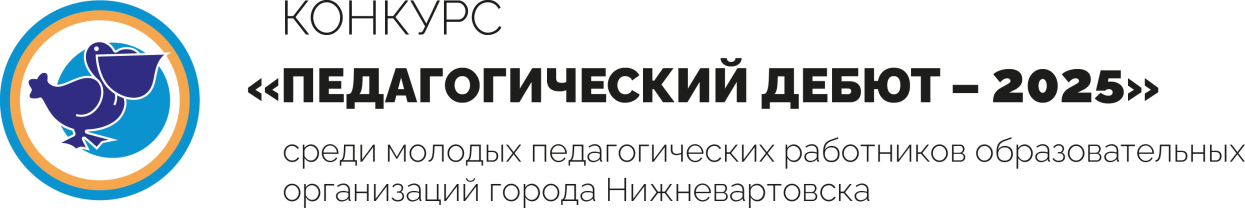 КОНКУРС
«ПЕДАГОГИЧЕСКИЙ ДЕБЮТ – 2025»
среди молодых педагогических работников образовательных
организаций города Нижневартовска